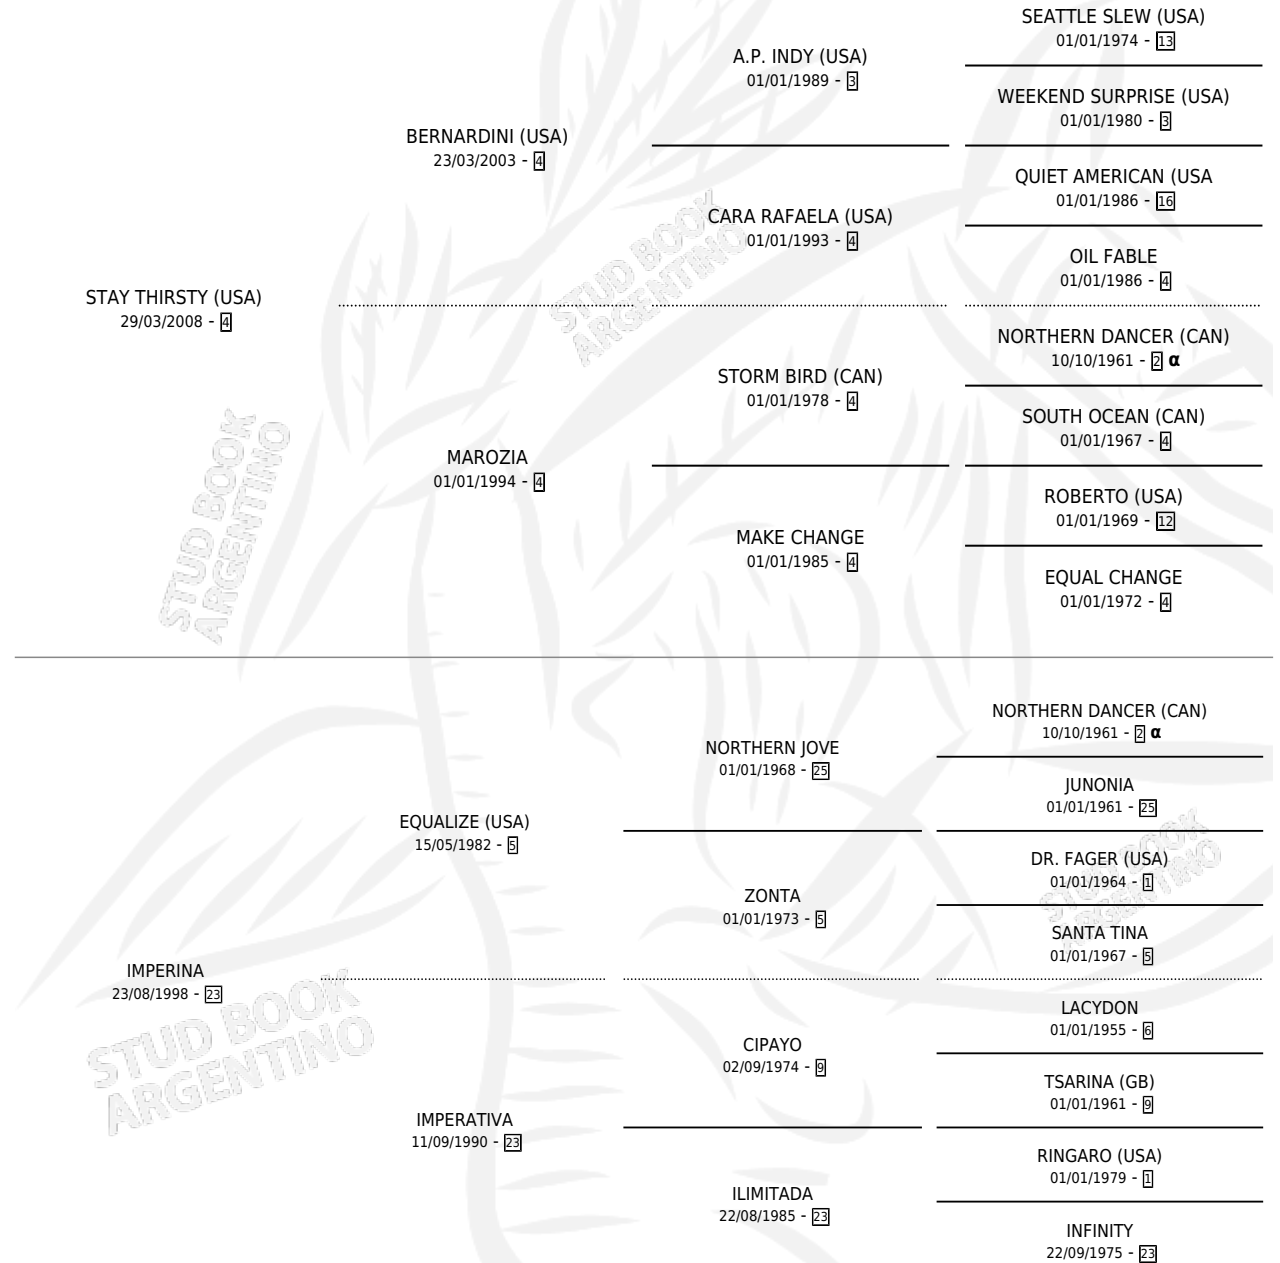 SEATTLE SLEW (USA)
01/01/1974 - 13
A.P. INDY (USA)
01/01/1989 - 3
WEEKEND SURPRISE (USA)
01/01/1980 - 3
BERNARDINI (USA)
23/03/2003 - 4
QUIET AMERICAN (USA
01/01/1986 - 16
CARA RAFAELA (USA)
01/01/1993 - 4
OIL FABLE
01/01/1986 - 4
STAY THIRSTY (USA)
29/03/2008 - 4
NORTHERN DANCER (CAN)
10/10/1961 - 2 α
STORM BIRD (CAN)
01/01/1978 - 4
SOUTH OCEAN (CAN)
01/01/1967 - 4
MAROZIA
01/01/1994 - 4
ROBERTO (USA)
01/01/1969 - 12
MAKE CHANGE
01/01/1985 - 4
EQUAL CHANGE
01/01/1972 - 4
NORTHERN DANCER (CAN)
10/10/1961 - 2 α
NORTHERN JOVE
01/01/1968 - 25
JUNONIA
01/01/1961 - 25
EQUALIZE (USA)
15/05/1982 - 5
DR. FAGER (USA)
01/01/1964 - 1
ZONTA
01/01/1973 - 5
SANTA TINA
01/01/1967 - 5
IMPERINA
23/08/1998 - 23
LACYDON
01/01/1955 - 6
CIPAYO
02/09/1974 - 9
TSARINA (GB)
01/01/1961 - 9
IMPERATIVA
11/09/1990 - 23
RINGARO (USA)
01/01/1979 - 1
ILIMITADA
22/08/1985 - 23
INFINITY
22/09/1975 - 23
STUD BOOK
ARGENTINO
STUD BOOK
ARGENTINO
STUD BOOK
ARGENTINO
STUD BOOK
ARGENTINO